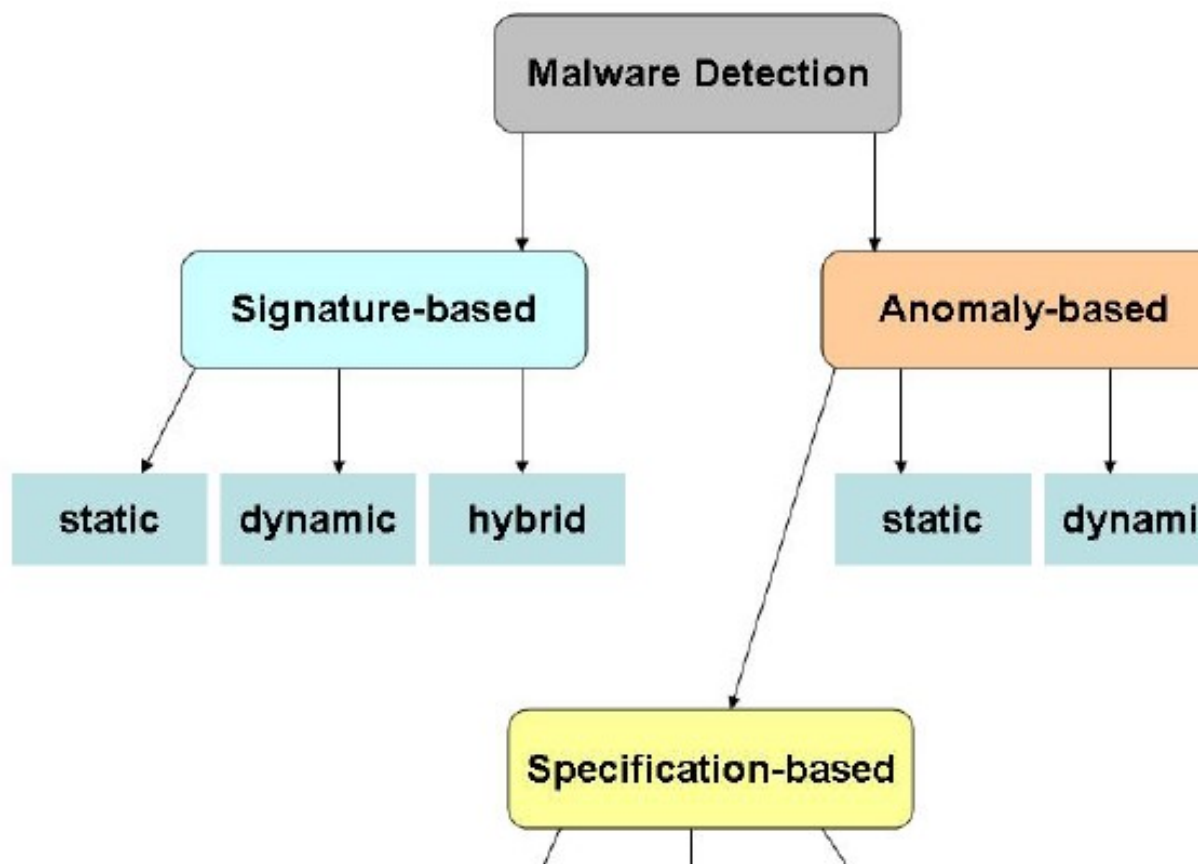 Malware Detection
Signature-based
Anomaly-based
static
dynamic
hybrid
static
dynami
Specification-based